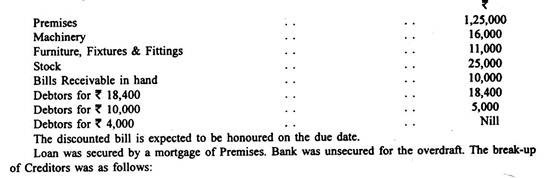 ₹
Premises .. .. 1,25,000
Machinery .. .. 16,000
Furniture, Fixtures & Fittings .. .. 11,000
Stock .. .. 25,000
Bills Receivable in hand .. .. 10,000
Debtors for ₹ 18,400 .. .. 18,400
Debtors for ₹ 10,000 .. .. 5,000
Debtors for ₹ 4,000 .. .. Nill
The discounted bill is expected to be honoured on the due date.
Loan was secured by a mortgage of Premises. Bank was unsecured for the overdraft. The break-up
of Creditors was as follows: